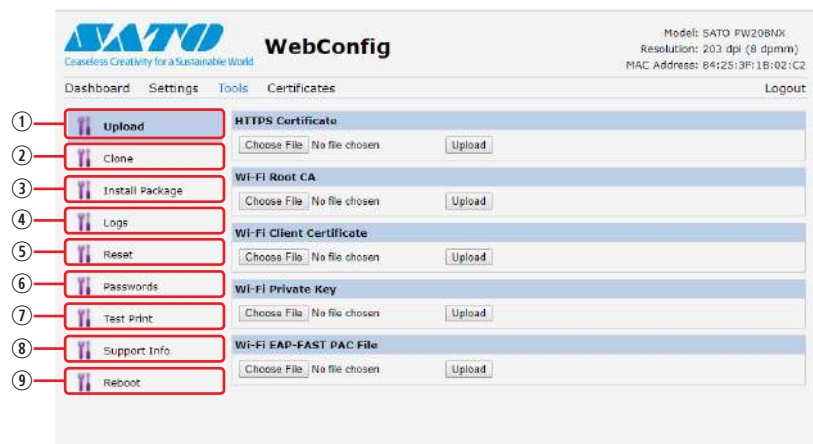 SATO WebConfig
Ceaseless Creativity for a Sustainable World
Model: SATO PW208NX
Resolution: 203 dpi (8 dpmm)
MAC Address: 84:25:3F:1B:02:C2
Dashboard Settings Tools Certificates Logout
① Upload
② Clone
③ Install Package
④ Logs
⑤ Reset
⑥ Passwords
⑦ Test Print
⑧ Support Info
⑨ Reboot
HTTPS Certificate
Choose File No file chosen Upload
Wi-Fi Root CA
Choose File No file chosen Upload
Wi-Fi Client Certificate
Choose File No file chosen Upload
Wi-Fi Private Key
Choose File No file chosen Upload
Wi-Fi EAP-FAST PAC File
Choose File No file chosen Upload